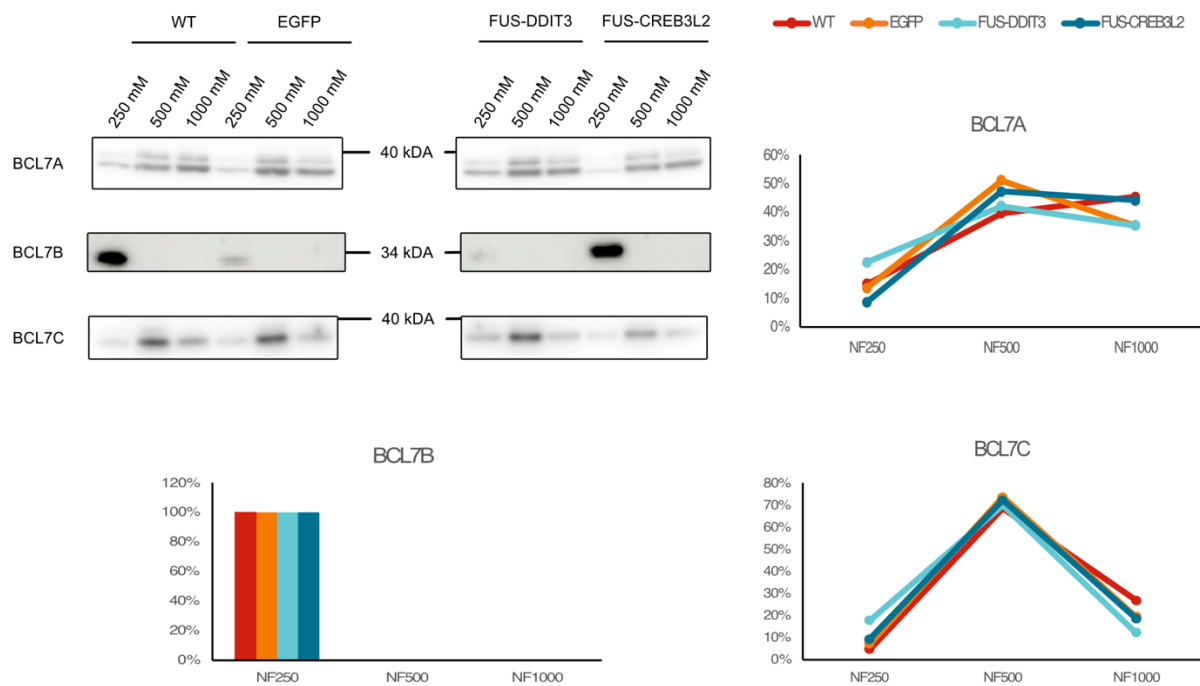 WT EGFP FUS-DDIT3 FUS-CREB3L2
250 mM 500 mM 1000 mM 250 mM 500 mM 1000 mM 250 mM 500 mM 1000 mM 250 mM 500 mM 1000 mM
BCL7A 40 kDA
BCL7B 34 kDA
BCL7C 40 kDA
WT EGFP FUS-DDIT3 FUS-CREB3L2
BCL7A
60%
50%
40%
30%
20%
10%
0%
NF250 NF500 NF1000
BCL7B
120%
100%
80%
60%
40%
20%
0%
NF250 NF500 NF1000
BCL7C
80%
70%
60%
50%
40%
30%
20%
10%
0%
NF250 NF500 NF1000